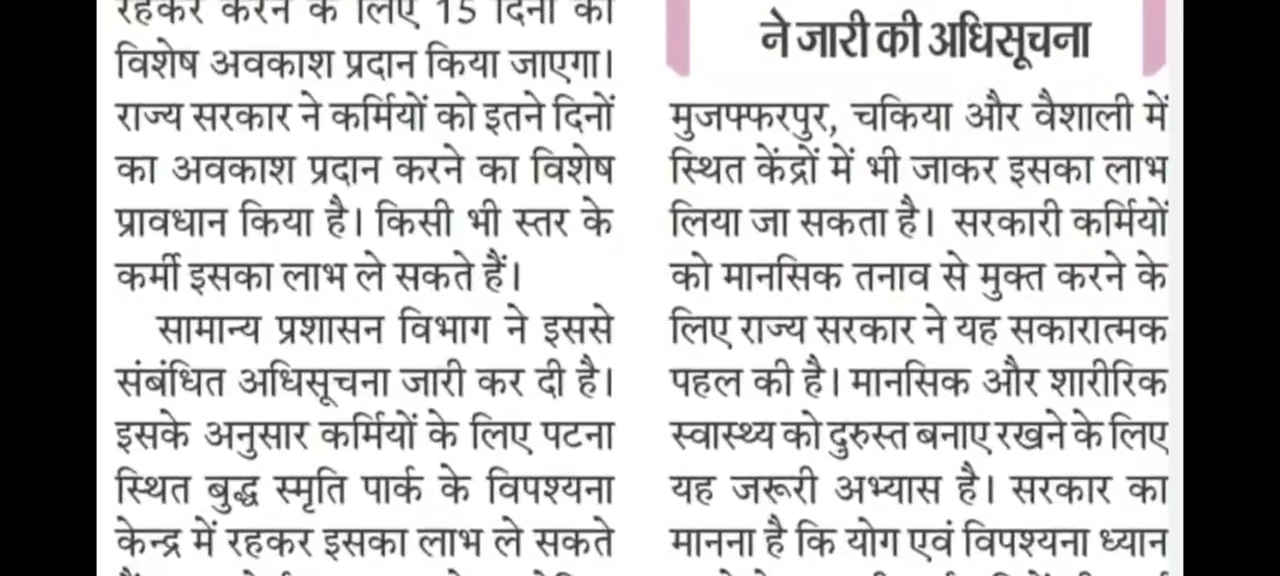 रहकर करने के लिए 15 दिनों का
विशेष अवकाश प्रदान किया जाएगा।
राज्य सरकार ने कर्मियों को इतने दिनों
का अवकाश प्रदान करने का विशेष
प्रावधान किया है। किसी भी स्तर के
कर्मी इसका लाभ ले सकते हैं।
सामान्य प्रशासन विभाग ने इससे
संबंधित अधिसूचना जारी कर दी है।
इसके अनुसार कर्मियों के लिए पटना
स्थित बुद्ध स्मृति पार्क के विपश्यना
केन्द्र में रहकर इसका लाभ ले सकते
ने जारी की अधिसूचना
मुजफ्फरपुर, चकिया और वैशाली में
स्थित केंद्रों में भी जाकर इसका लाभ
लिया जा सकता है। सरकारी कर्मियों
को मानसिक तनाव से मुक्त करने के
लिए राज्य सरकार ने यह सकारात्मक
पहल की है। मानसिक और शारीरिक
स्वास्थ्य को दुरुस्त बनाए रखने के लिए
यह जरूरी अभ्यास है। सरकार का
मानना है कि योग एवं विपश्यना ध्यान